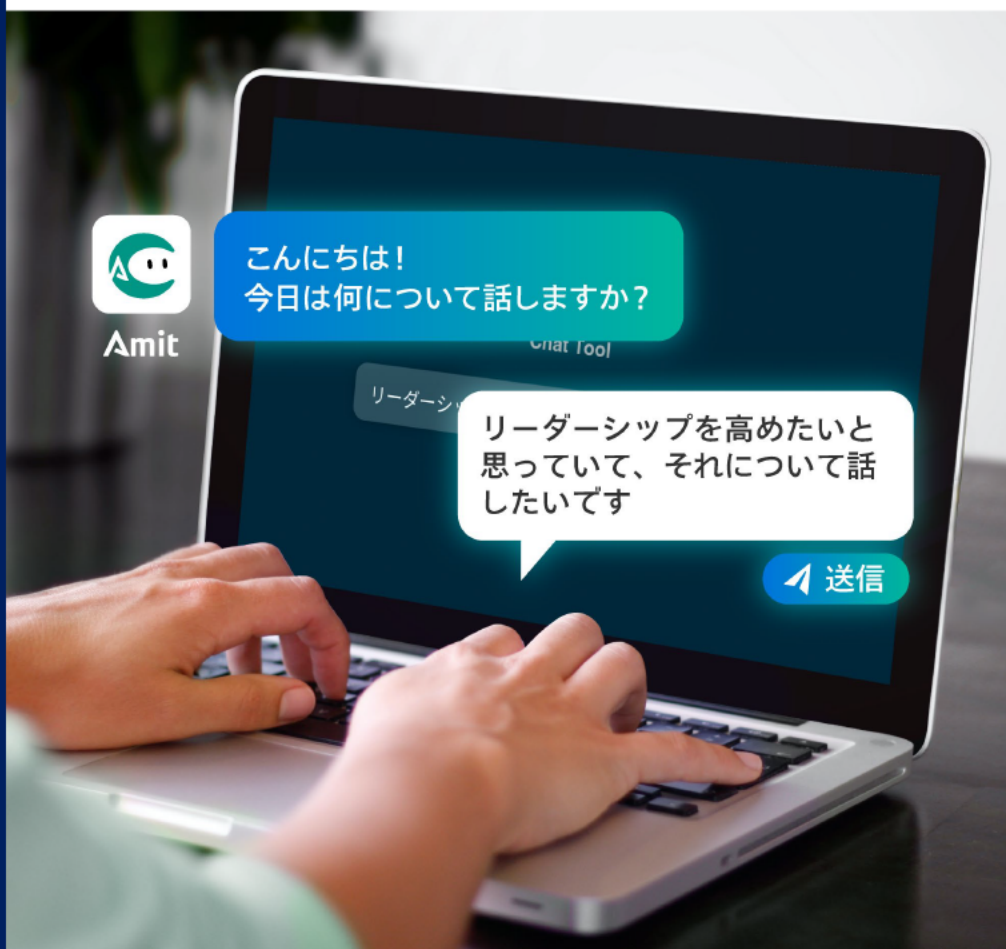 こんにちは!
今日は何について話しますか?
Amit
Chat Tool
リーダーシッ
リーダーシップを高めたいと
思っていて、それについて話
したいです
送信